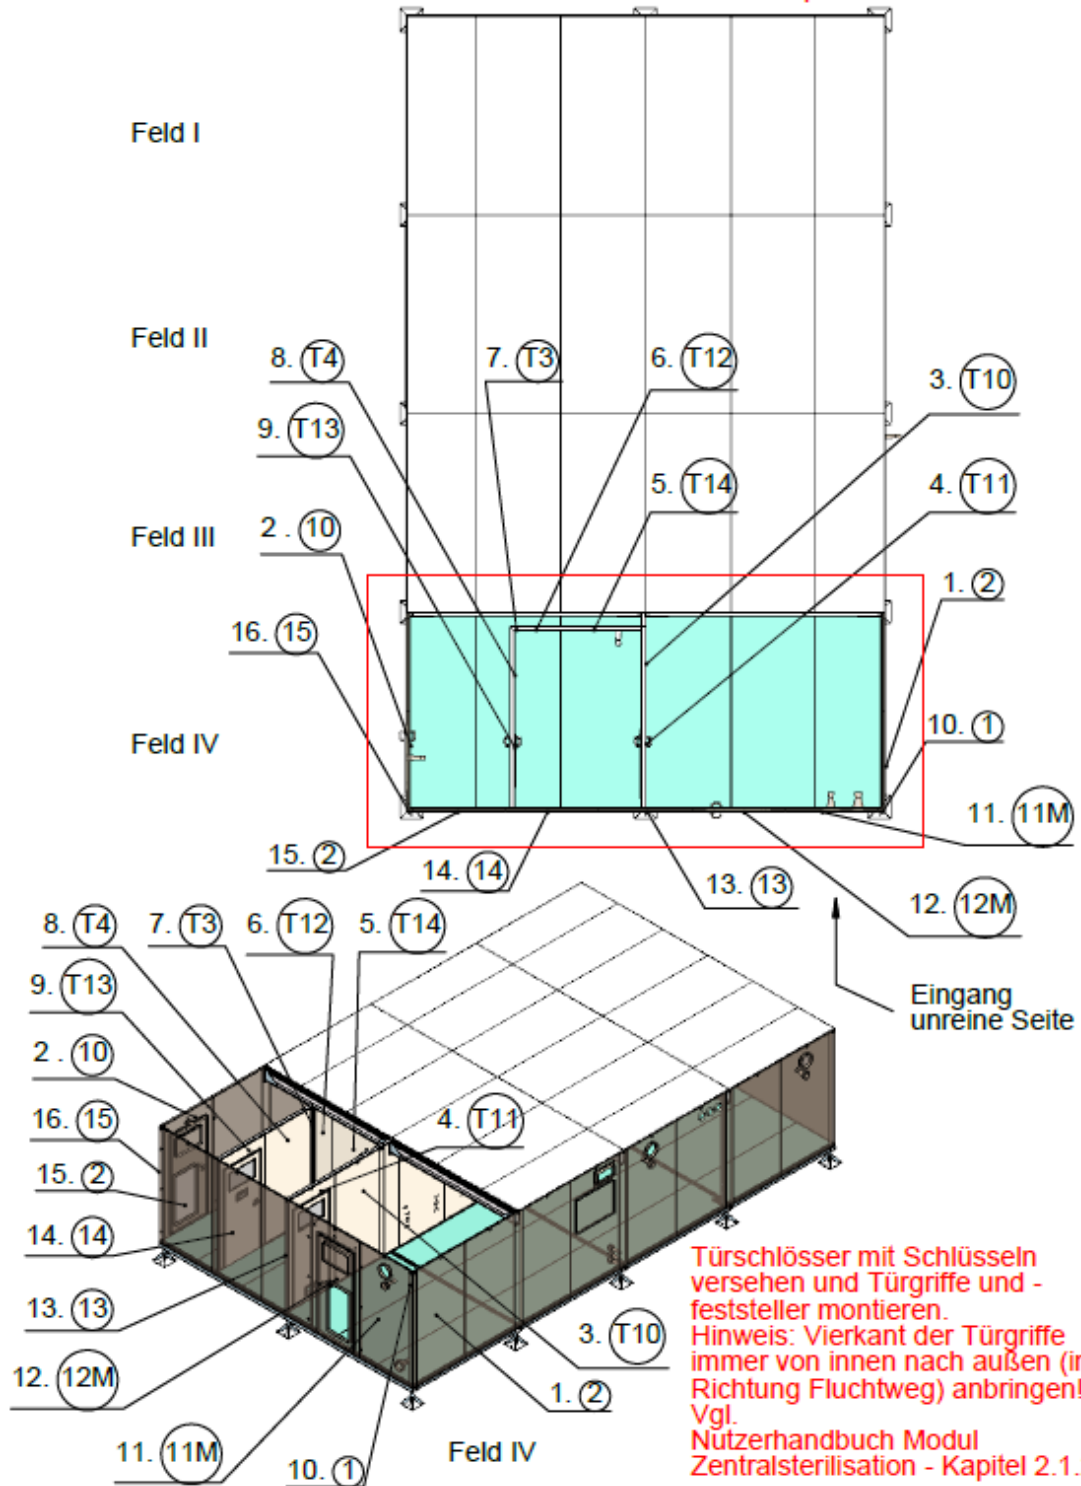 Feld I
Feld II
8. T4
7. T3
6. T12
3. T10
9. T13
5. T14
4. T11
Feld III
2 . 10
1. 2
16. 15
Feld IV
10. 1
11. 11M
15. 2
14. 14
13. 13
12. 12M
Eingang
unreine Seite
8. T4
7. T3
6. T12
5. T14
9. T13
2 . 10
4. T11
16. 15
15. 2
14. 14
13. 13
3. T10
12. 12M
1. 2
11. 11M
10. 1
Feld IV
Türschlösser mit Schlüsseln
versehen und Türgriffe und -
feststeller montieren.
Hinweis: Vierkant der Türgriffe
immer von innen nach außen (in
Richtung Fluchtweg) anbringen!
Vgl.
Nutzerhandbuch Modul
Zentralsterilisation - Kapitel 2.1.